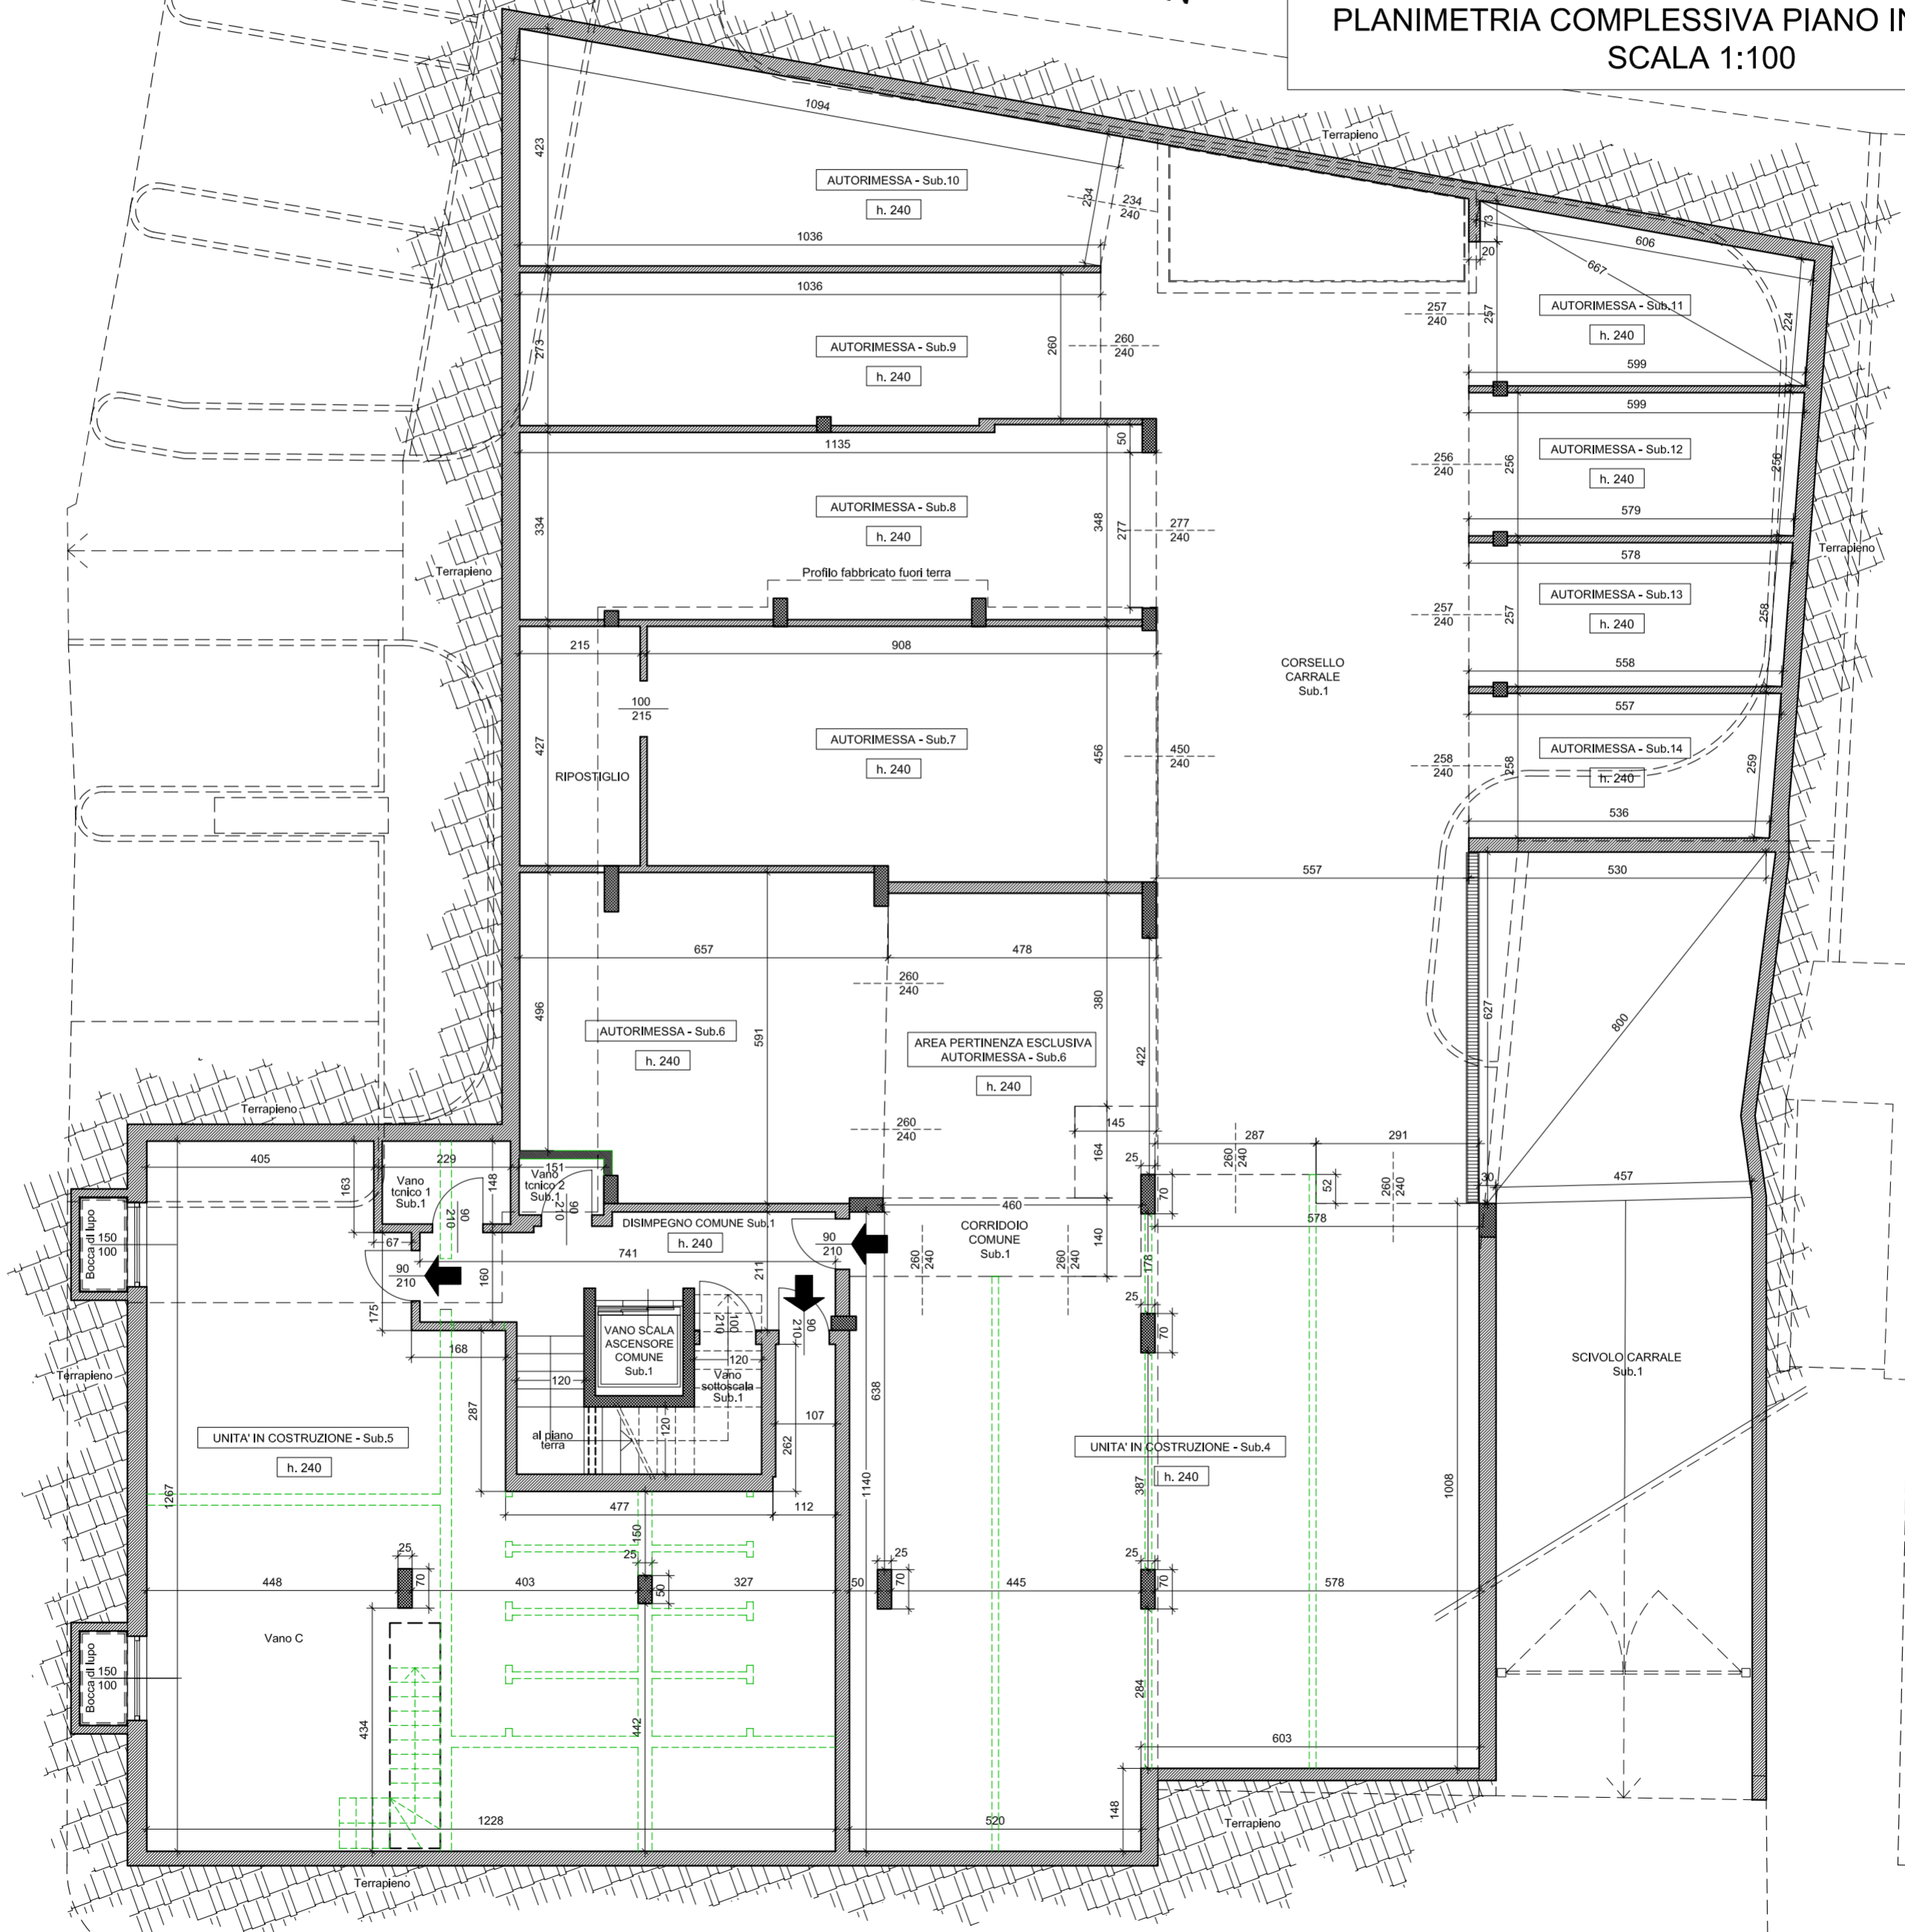 PLANIMETRIA COMPLESSIVA PIANO IN
SCALA 1:100
N
Terrapieno
1094
423
AUTORIMESSA - Sub.10
h. 240
234
234
240
1036
1036
273
AUTORIMESSA - Sub.9
h. 240
260
260
240
1135
50
334
AUTORIMESSA - Sub.8
h. 240
348
277
277
240
Profilo fabbricato fuori terra
Terrapieno
215
908
100
215
427
RIPOSTIGLIO
AUTORIMESSA - Sub.7
h. 240
456
450
240
CORSELLO
CARRALE
Sub.1
73
20
606
667
257
240
257
AUTORIMESSA - Sub.11
h. 240
224
599
599
256
240
256
AUTORIMESSA - Sub.12
h. 240
256
579
578
Terrapieno
257
240
257
AUTORIMESSA - Sub.13
h. 240
258
558
557
258
240
258
AUTORIMESSA - Sub.14
h. 240
259
536
557
530
657
478
260
240
496
591
AUTORIMESSA - Sub.6
h. 240
380
AREA PERTINENZA ESCLUSIVA
AUTORIMESSA - Sub.6
h. 240
422
627
800
260
240
145
164
287
291
260
240
260
240
52
30
457
25
70
578
Terrapieno
405
229
151
163
148
Vano
tcnico 1
Sub.1
Vano
tcnico 2
Sub.1
90
210
90
210
DISIMPEGNO COMUNE Sub.1
h. 240
741
211
90
210
460
CORRIDOIO
COMUNE
Sub.1
140
260
240
260
240
178
Bocca di lupo
150
100
67
90
210
160
175
168
25
70
VANO SCALA
ASCENSORE
COMUNE
Sub.1
100
210
90
210
120
120
Vano
sottoscala
Sub.1
120
al piano
terra
107
262
287
638
SCIVOLO CARRALE
Sub.1
Terrapieno
UNITA' IN COSTRUZIONE - Sub.5
h. 240
UNITA' IN COSTRUZIONE - Sub.4
h. 240
1267
1140
387
1008
477
112
150
25
70
25
50
448
403
327
50
25
70
445
25
70
578
Vano C
Bocca di lupo
150
100
434
442
284
603
1228
520
148
Terrapieno
Terrapieno